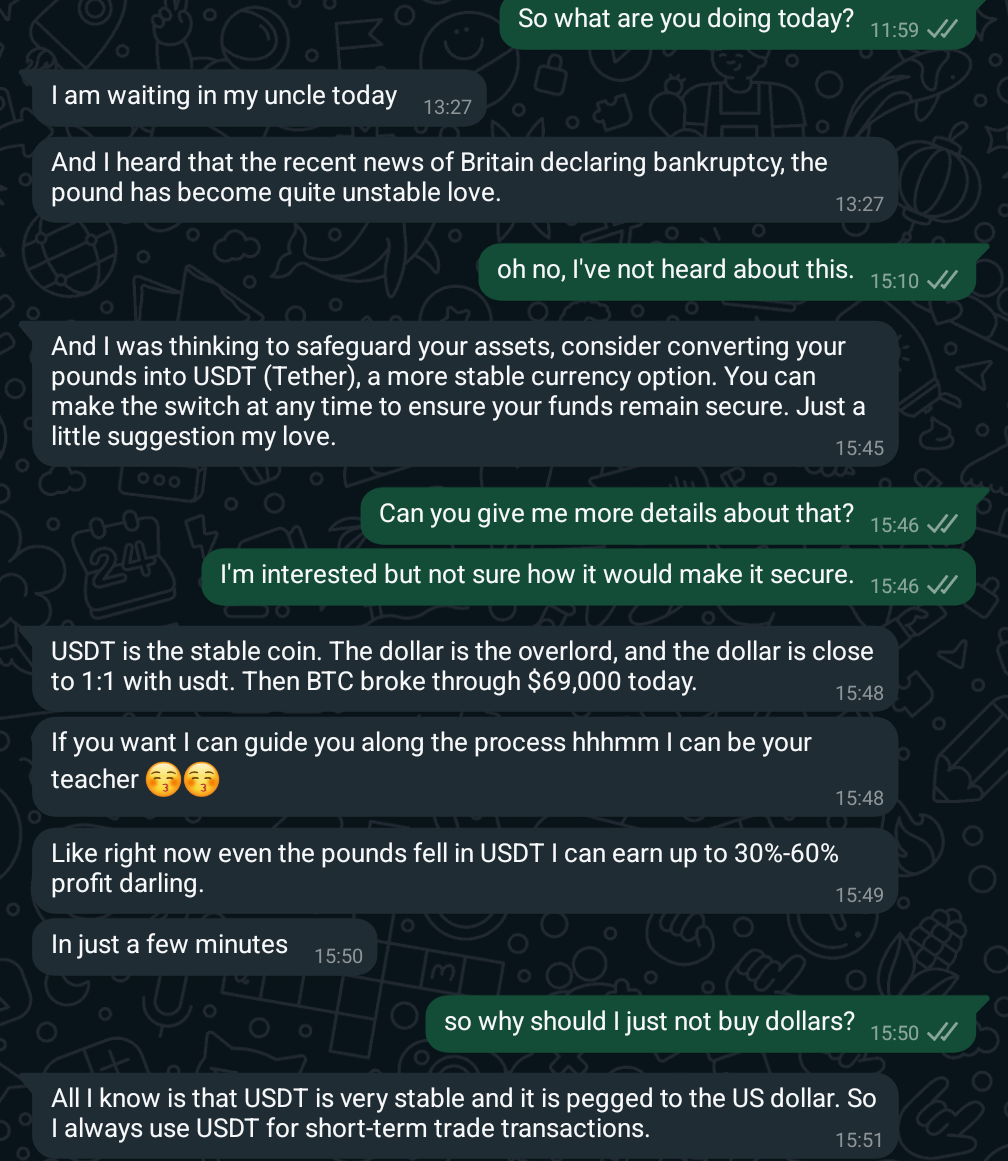 So what are you doing today? 11:59
I am waiting in my uncle today 13:27
And I heard that the recent news of Britain declaring bankruptcy, the
pound has become quite unstable love. 13:27
oh no, I've not heard about this. 15:10
And I was thinking to safeguard your assets, consider converting your
pounds into USDT (Tether), a more stable currency option. You can
make the switch at any time to ensure your funds remain secure. Just a
little suggestion my love. 15:45
Can you give me more details about that? 15:46
I'm interested but not sure how it would make it secure. 15:46
USDT is the stable coin. The dollar is the overlord, and the dollar is close
to 1:1 with usdt. Then BTC broke through $69,000 today. 15:48
If you want I can guide you along the process hhhmm I can be your
teacher 😚😚 15:48
Like right now even the pounds fell in USDT I can earn up to 30%-60%
profit darling. 15:49
In just a few minutes 15:50
so why should I just not buy dollars? 15:50
All I know is that USDT is very stable and it is pegged to the US dollar. So
I always use USDT for short-term trade transactions. 15:51